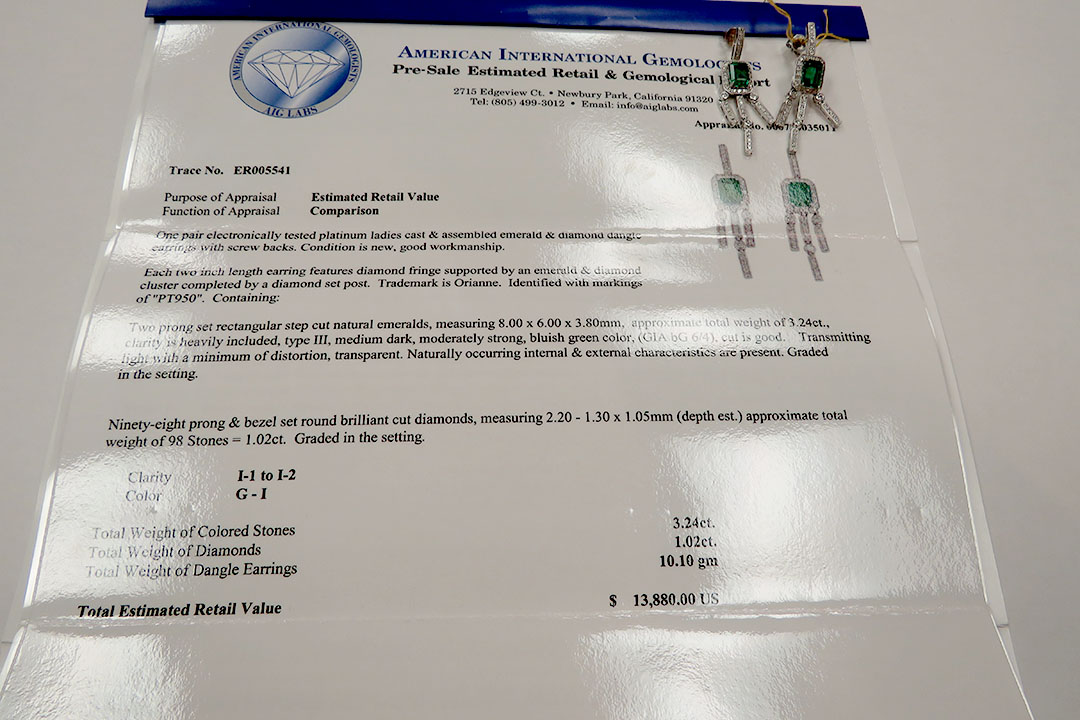 AMERICAN INTERNATIONAL GEMOLOGISTS
AIG LABS
AMERICAN INTERNATIONAL
Pre-Sale Estimated Retail & Gemological
2715 Edgeview Ct. • Newbury Park, California 91320
Tel: (805) 499-3012 • Email: info@aiglabs.com
Trace No. ER005541
Purpose of Appraisal Estimated Retail Value
Function of Appraisal Comparison
One pair electronically tested platinum ladies cast & assembled emerald & diamond dangle
earrings with screw backs. Condition is new, good workmanship.
Each two inch length earring features diamond fringe supported by an emerald & diamond
cluster completed by a diamond set post. Trademark is Orianne. Identified with markings
of "PT950". Containing:
Two prong set rectangular step cut natural emeralds, measuring 8.00 x 6.00 x 3.80mm, approximate total weight of 3.24ct.,
clarity is heavily included, type III, medium dark, moderately strong, bluish green color, (GIA bG 6/4), cut is good. Transmitting
light with a minimum of distortion, transparent. Naturally occurring internal & external characteristics are present. Graded
in the setting.
Ninety-eight prong & bezel set round brilliant cut diamonds, measuring 2.20 - 1.30 x 1.05mm (depth est.) approximate total
weight of 98 Stones = 1.02ct. Graded in the setting.
Clarity I-1 to I-2
Color G - I
Total Weight of Colored Stones 3.24ct.
Total Weight of Diamonds 1.02ct.
Total Weight of Dangle Earrings 10.10 gm
Total Estimated Retail Value $ 13,880.00 US